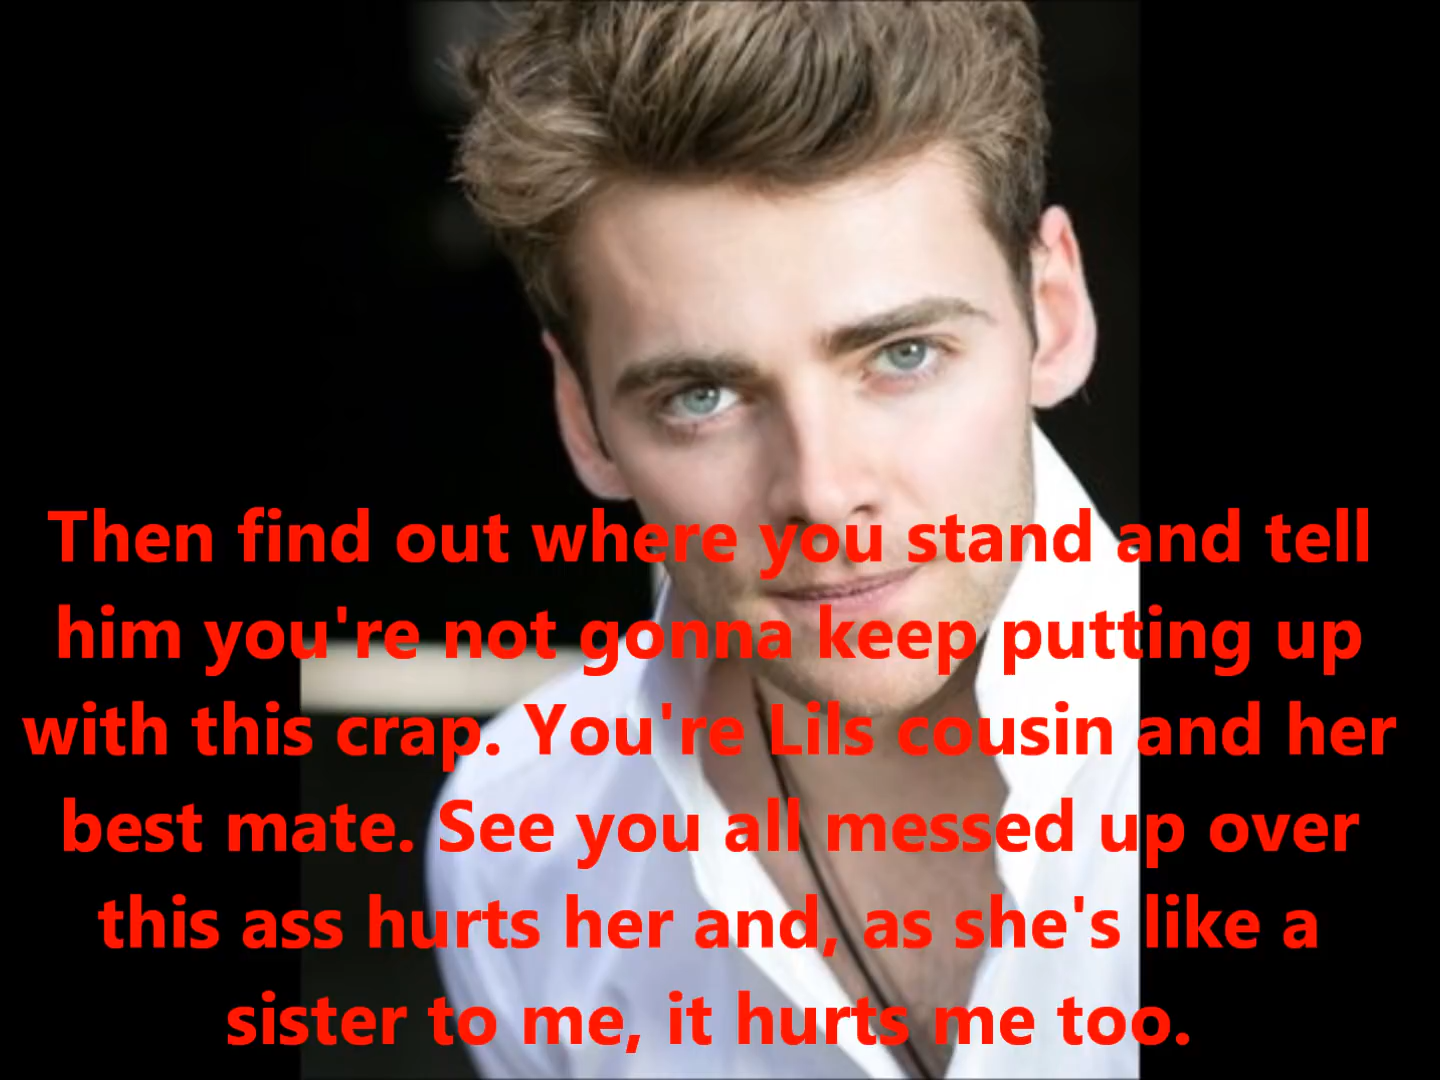 Then find out where you stand and tell
him you're not gonna keep putting up
with this crap. You're Lils cousin and her
best mate. See you all messed up over
this ass hurts her and, as she's like a
sister to me, it hurts me too.